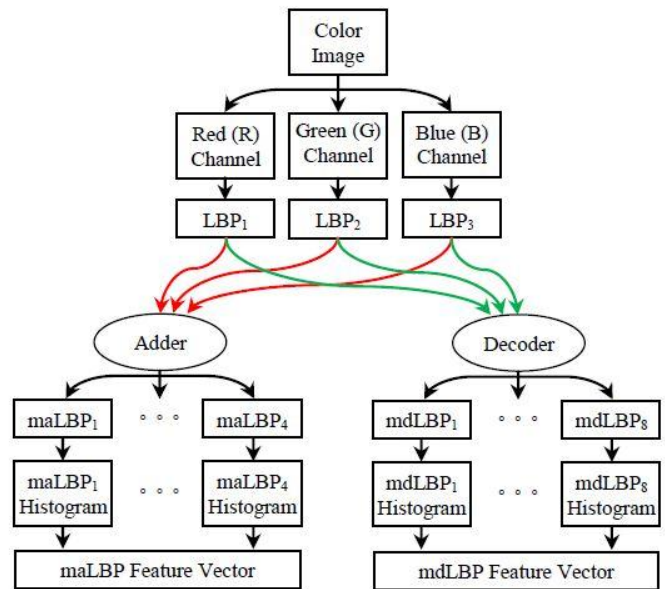 Color
Image
Red (R)
Channel
Green (G)
Channel
Blue (B)
Channel
LBP₁
LBP₂
LBP₃
Adder
Decoder
maLBP₁
maLBP₄
mdLBP₁
mdLBP₈
maLBP₁
Histogram
maLBP₄
Histogram
mdLBP₁
Histogram
mdLBP₈
Histogram
maLBP Feature Vector
mdLBP Feature Vector